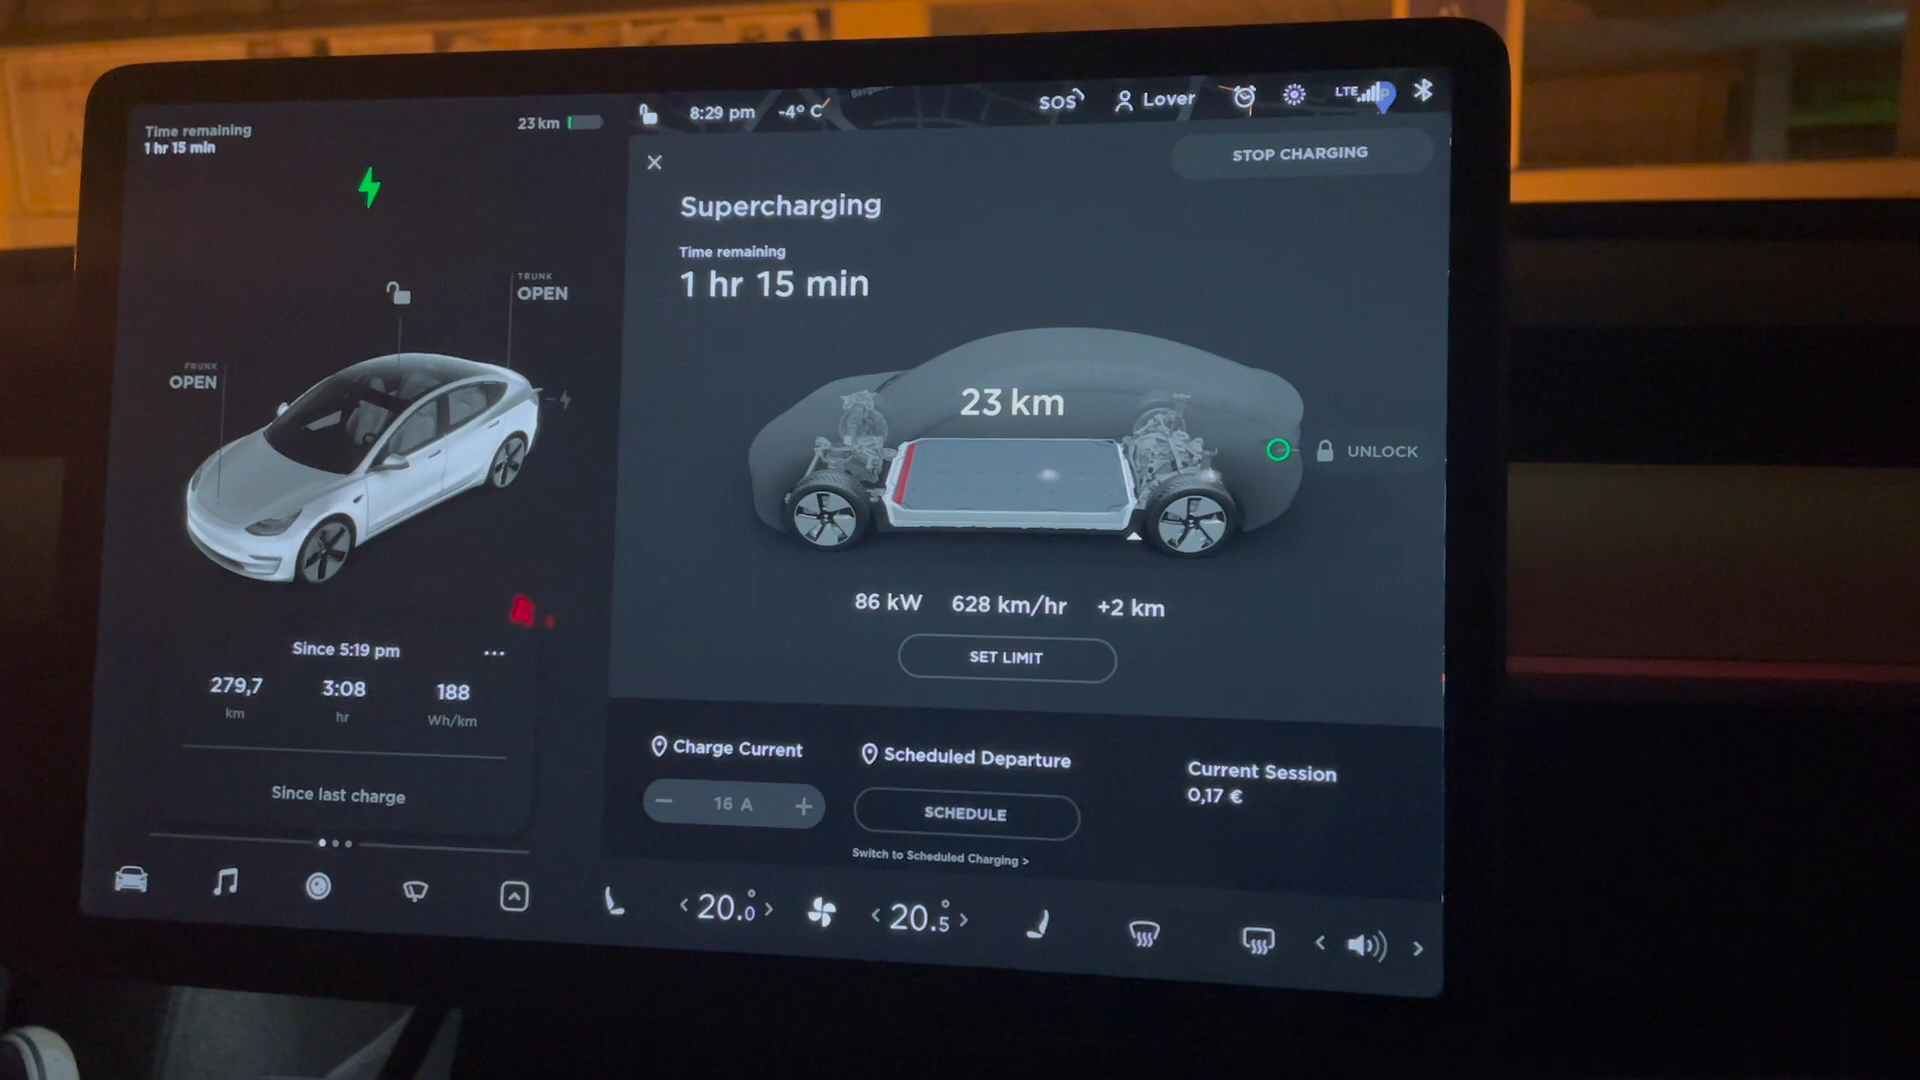 Time remaining
1 hr 15 min
23 km
8:29 pm
-4° C
SOS
Lover
LTE
P
STOP CHARGING
Supercharging
Time remaining
1 hr 15 min
TRUNK
OPEN
FRUNK
OPEN
23 km
UNLOCK
86 kW 628 km/hr +2 km
SET LIMIT
Since 5:19 pm
279,7 3:08 188
km hr Wh/km
Since last charge
Charge Current
16 A
Scheduled Departure
SCHEDULE
Switch to Scheduled Charging >
Current Session
0,17 €
< 20.0° >
< 20.5° >